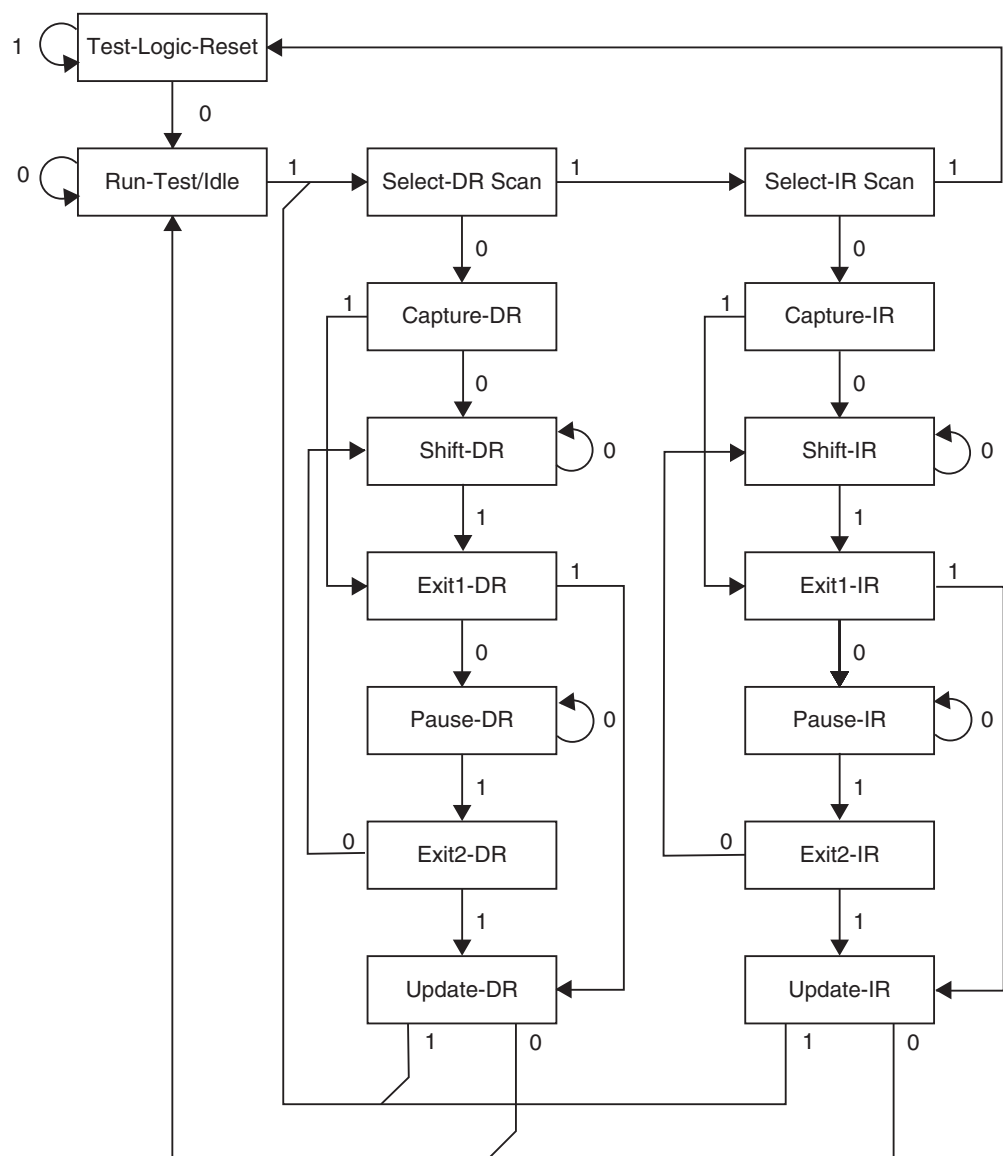 1
Test-Logic-Reset
0
0
Run-Test/Idle
1
Select-DR Scan
1
Select-IR Scan
1
0
0
1
Capture-DR
1
Capture-IR
0
0
Shift-DR
0
Shift-IR
0
1
1
Exit1-DR
1
Exit1-IR
1
0
0
Pause-DR
0
Pause-IR
0
1
1
0
Exit2-DR
0
Exit2-IR
1
1
Update-DR
Update-IR
1
0
1
0